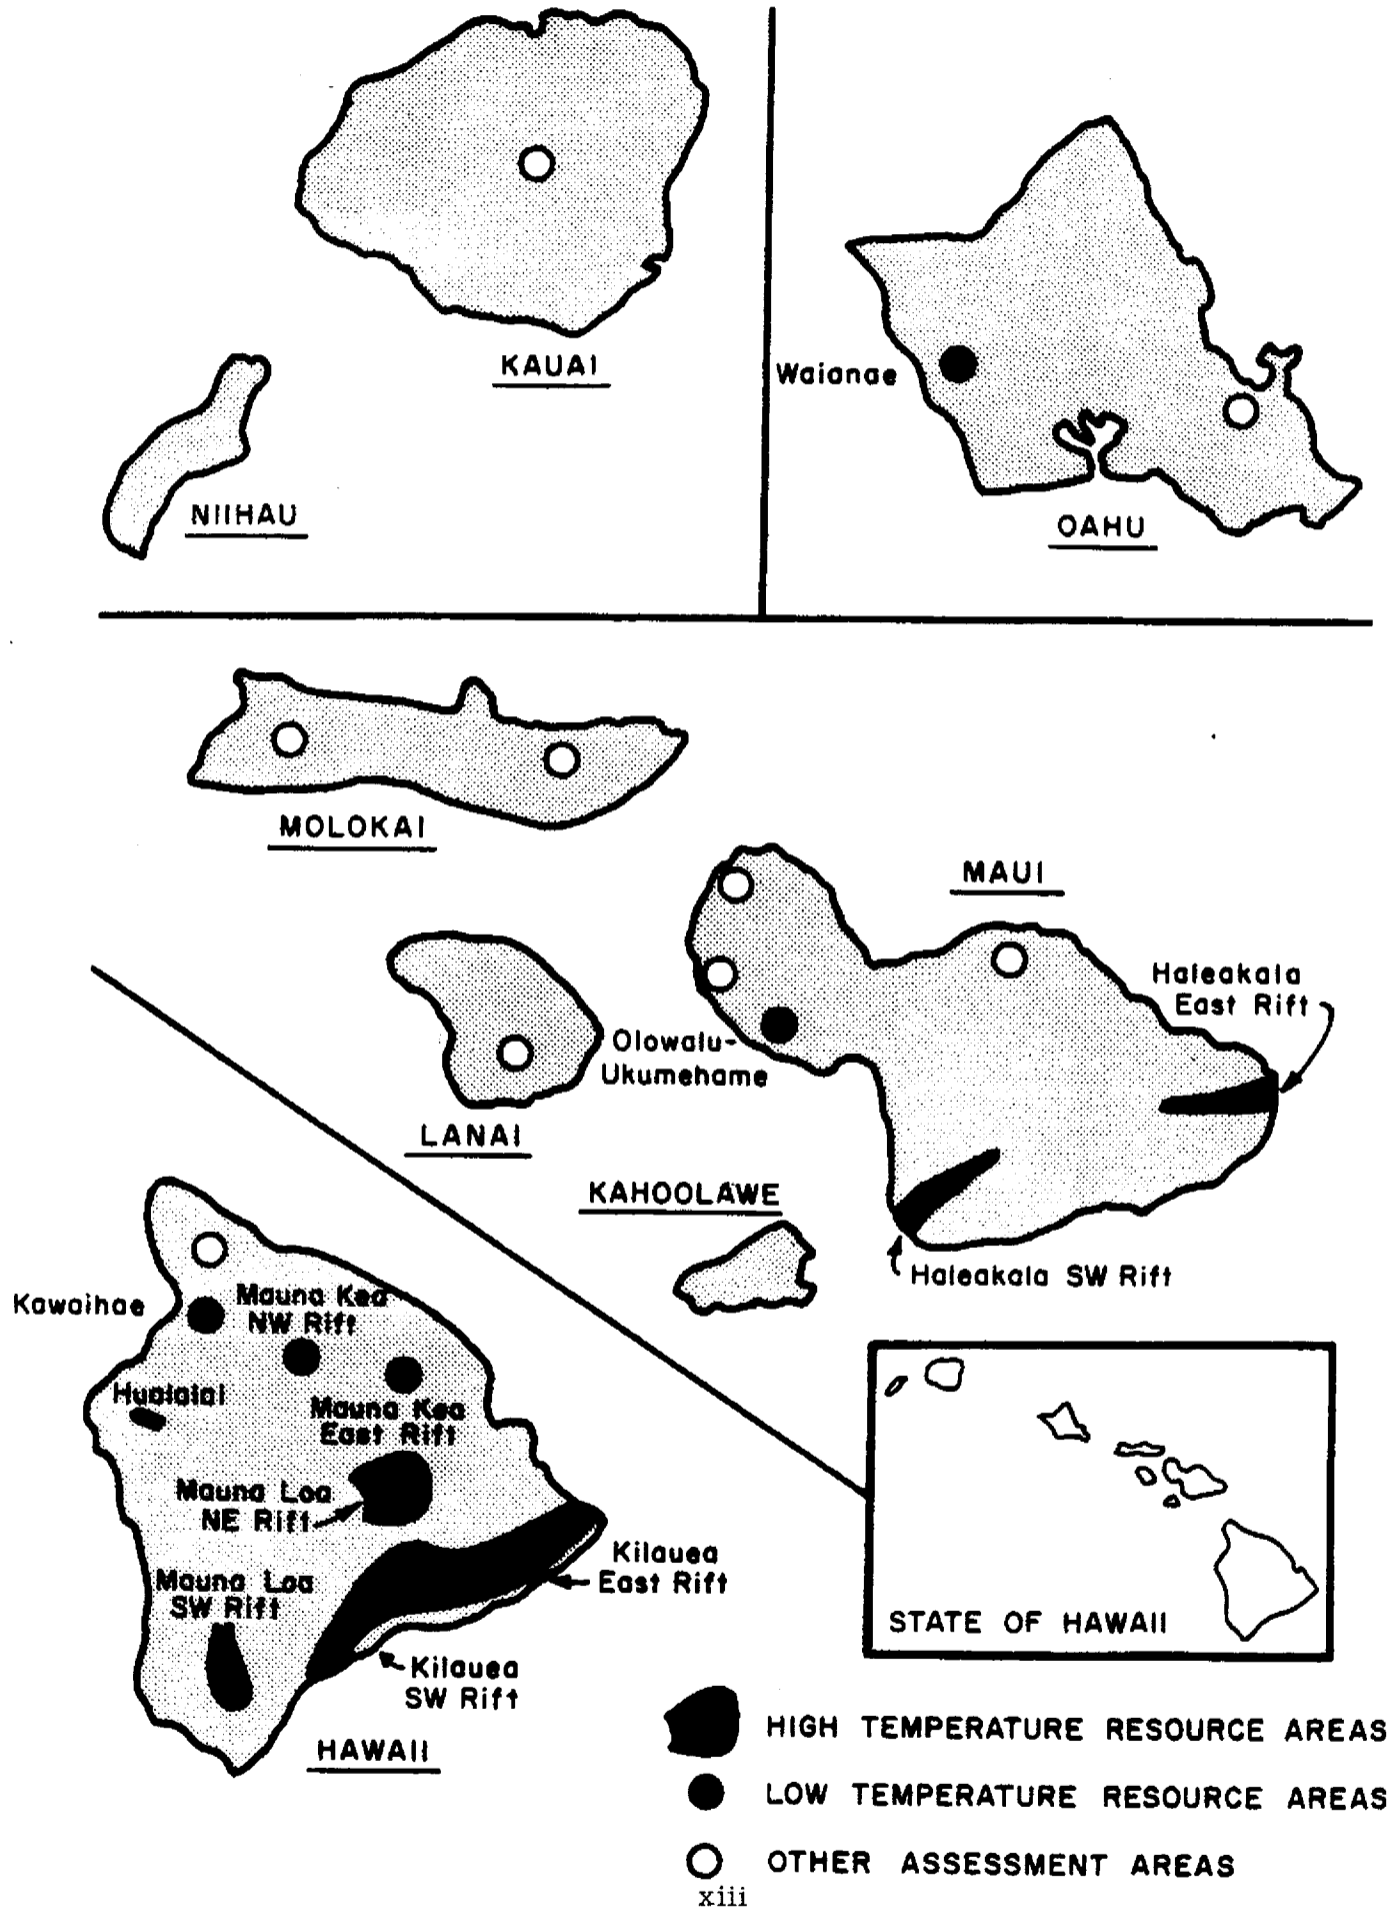 KAUAI
NIIHAU
Waianae
OAHU
MOLOKAI
MAUI
Haleakala
East Rift
Olowalu-
Ukumehame
LANAI
KAHOOLAWE
Haleakala SW Rift
Kawaihae
Mauna Kea
NW Rift
Hualalai
Mauna Kea
East Rift
Mauna Loa
NE Rift
Kilauea
East Rift
Mauna Loa
SW Rift
Kilauea
SW Rift
HAWAII
STATE OF HAWAII
HIGH TEMPERATURE RESOURCE AREAS
LOW TEMPERATURE RESOURCE AREAS
OTHER ASSESSMENT AREAS
xiii